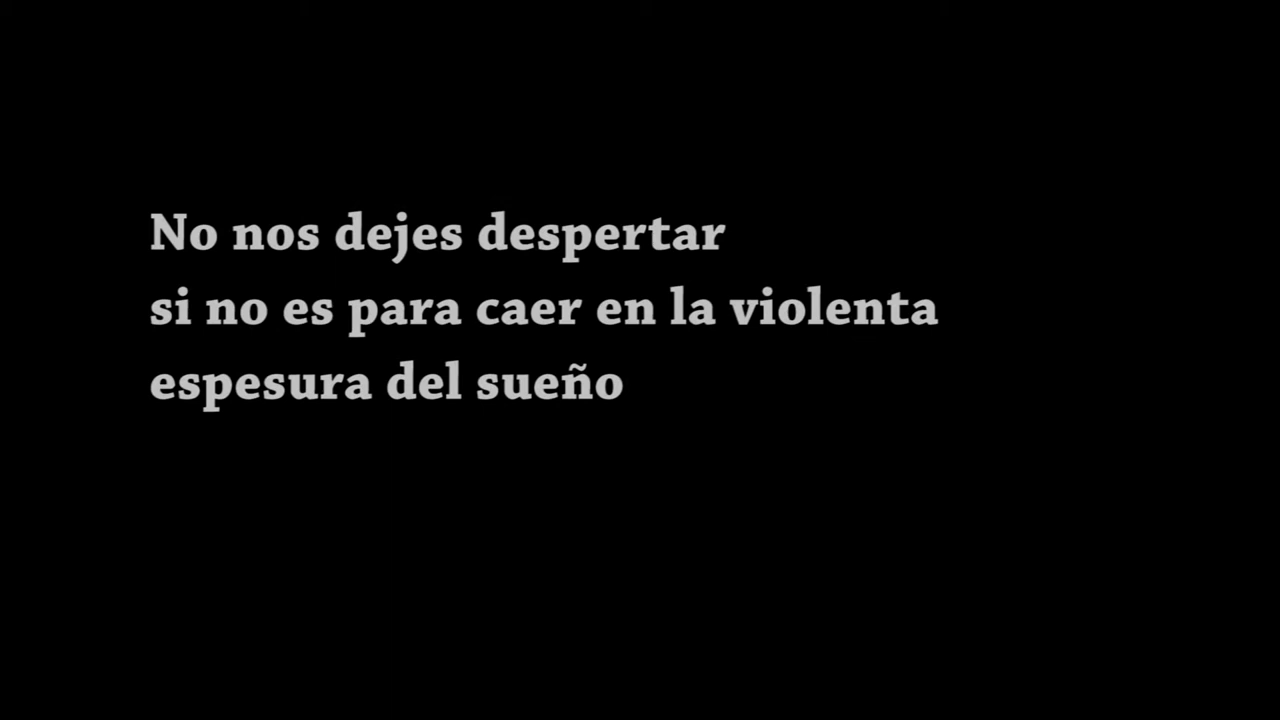 No nos dejes despertar
si no es para caer en la violenta
espesura del sueño